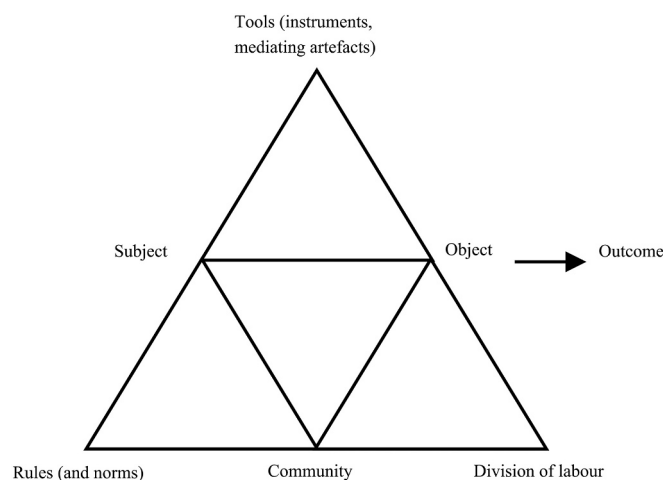 Tools (instruments,
mediating artefacts)
Subject
Object
Outcome
Rules (and norms)
Community
Division of labour